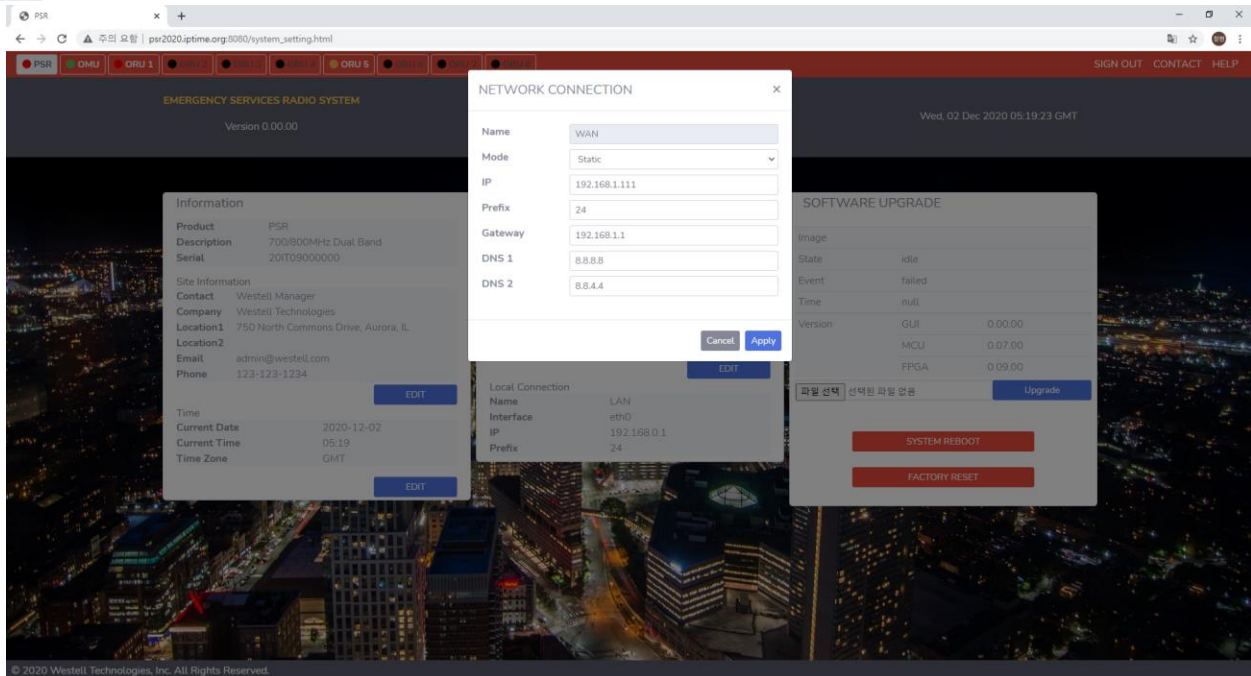 PSR
주의 요함 psr2020.iptime.org:8080/system_setting.html
PSR OMU ORU 1 ORU 5
SIGN OUT CONTACT HELP
EMERGENCY SERVICES RADIO SYSTEM
Version 0.00.00
Wed, 02 Dec 2020 05:19:23 GMT
NETWORK CONNECTION
Name WAN
Mode Static
IP 192.168.1.111
Prefix 24
Gateway 192.168.1.1
DNS 1 8.8.8.8
DNS 2 8.8.4.4
Cancel Apply
Information
Product PSR
Description 700/800MHz Dual Band
Serial 20IT09000000
Site Information
Contact Westell Manager
Company Westell Technologies
Location1 750 North Commons Drive, Aurora, IL.
Location2
Email admin@westell.com
Phone 123-123-1234
EDIT
Time
Current Date 2020-12-02
Current Time 05:19
Time Zone GMT
EDIT
EDIT
Local Connection
Name LAN
Interface eth0
IP 192.168.0.1
Prefix 24
SOFTWARE UPGRADE
Image
State idle
Event failed
Time null
Version GUI 0.00.00
MCU 0.07.00
FPGA 0.09.00
파일 선택 선택된 파일 없음 Upgrade
SYSTEM REBOOT
FACTORY RESET
© 2020 Westell Technologies, Inc. All Rights Reserved.